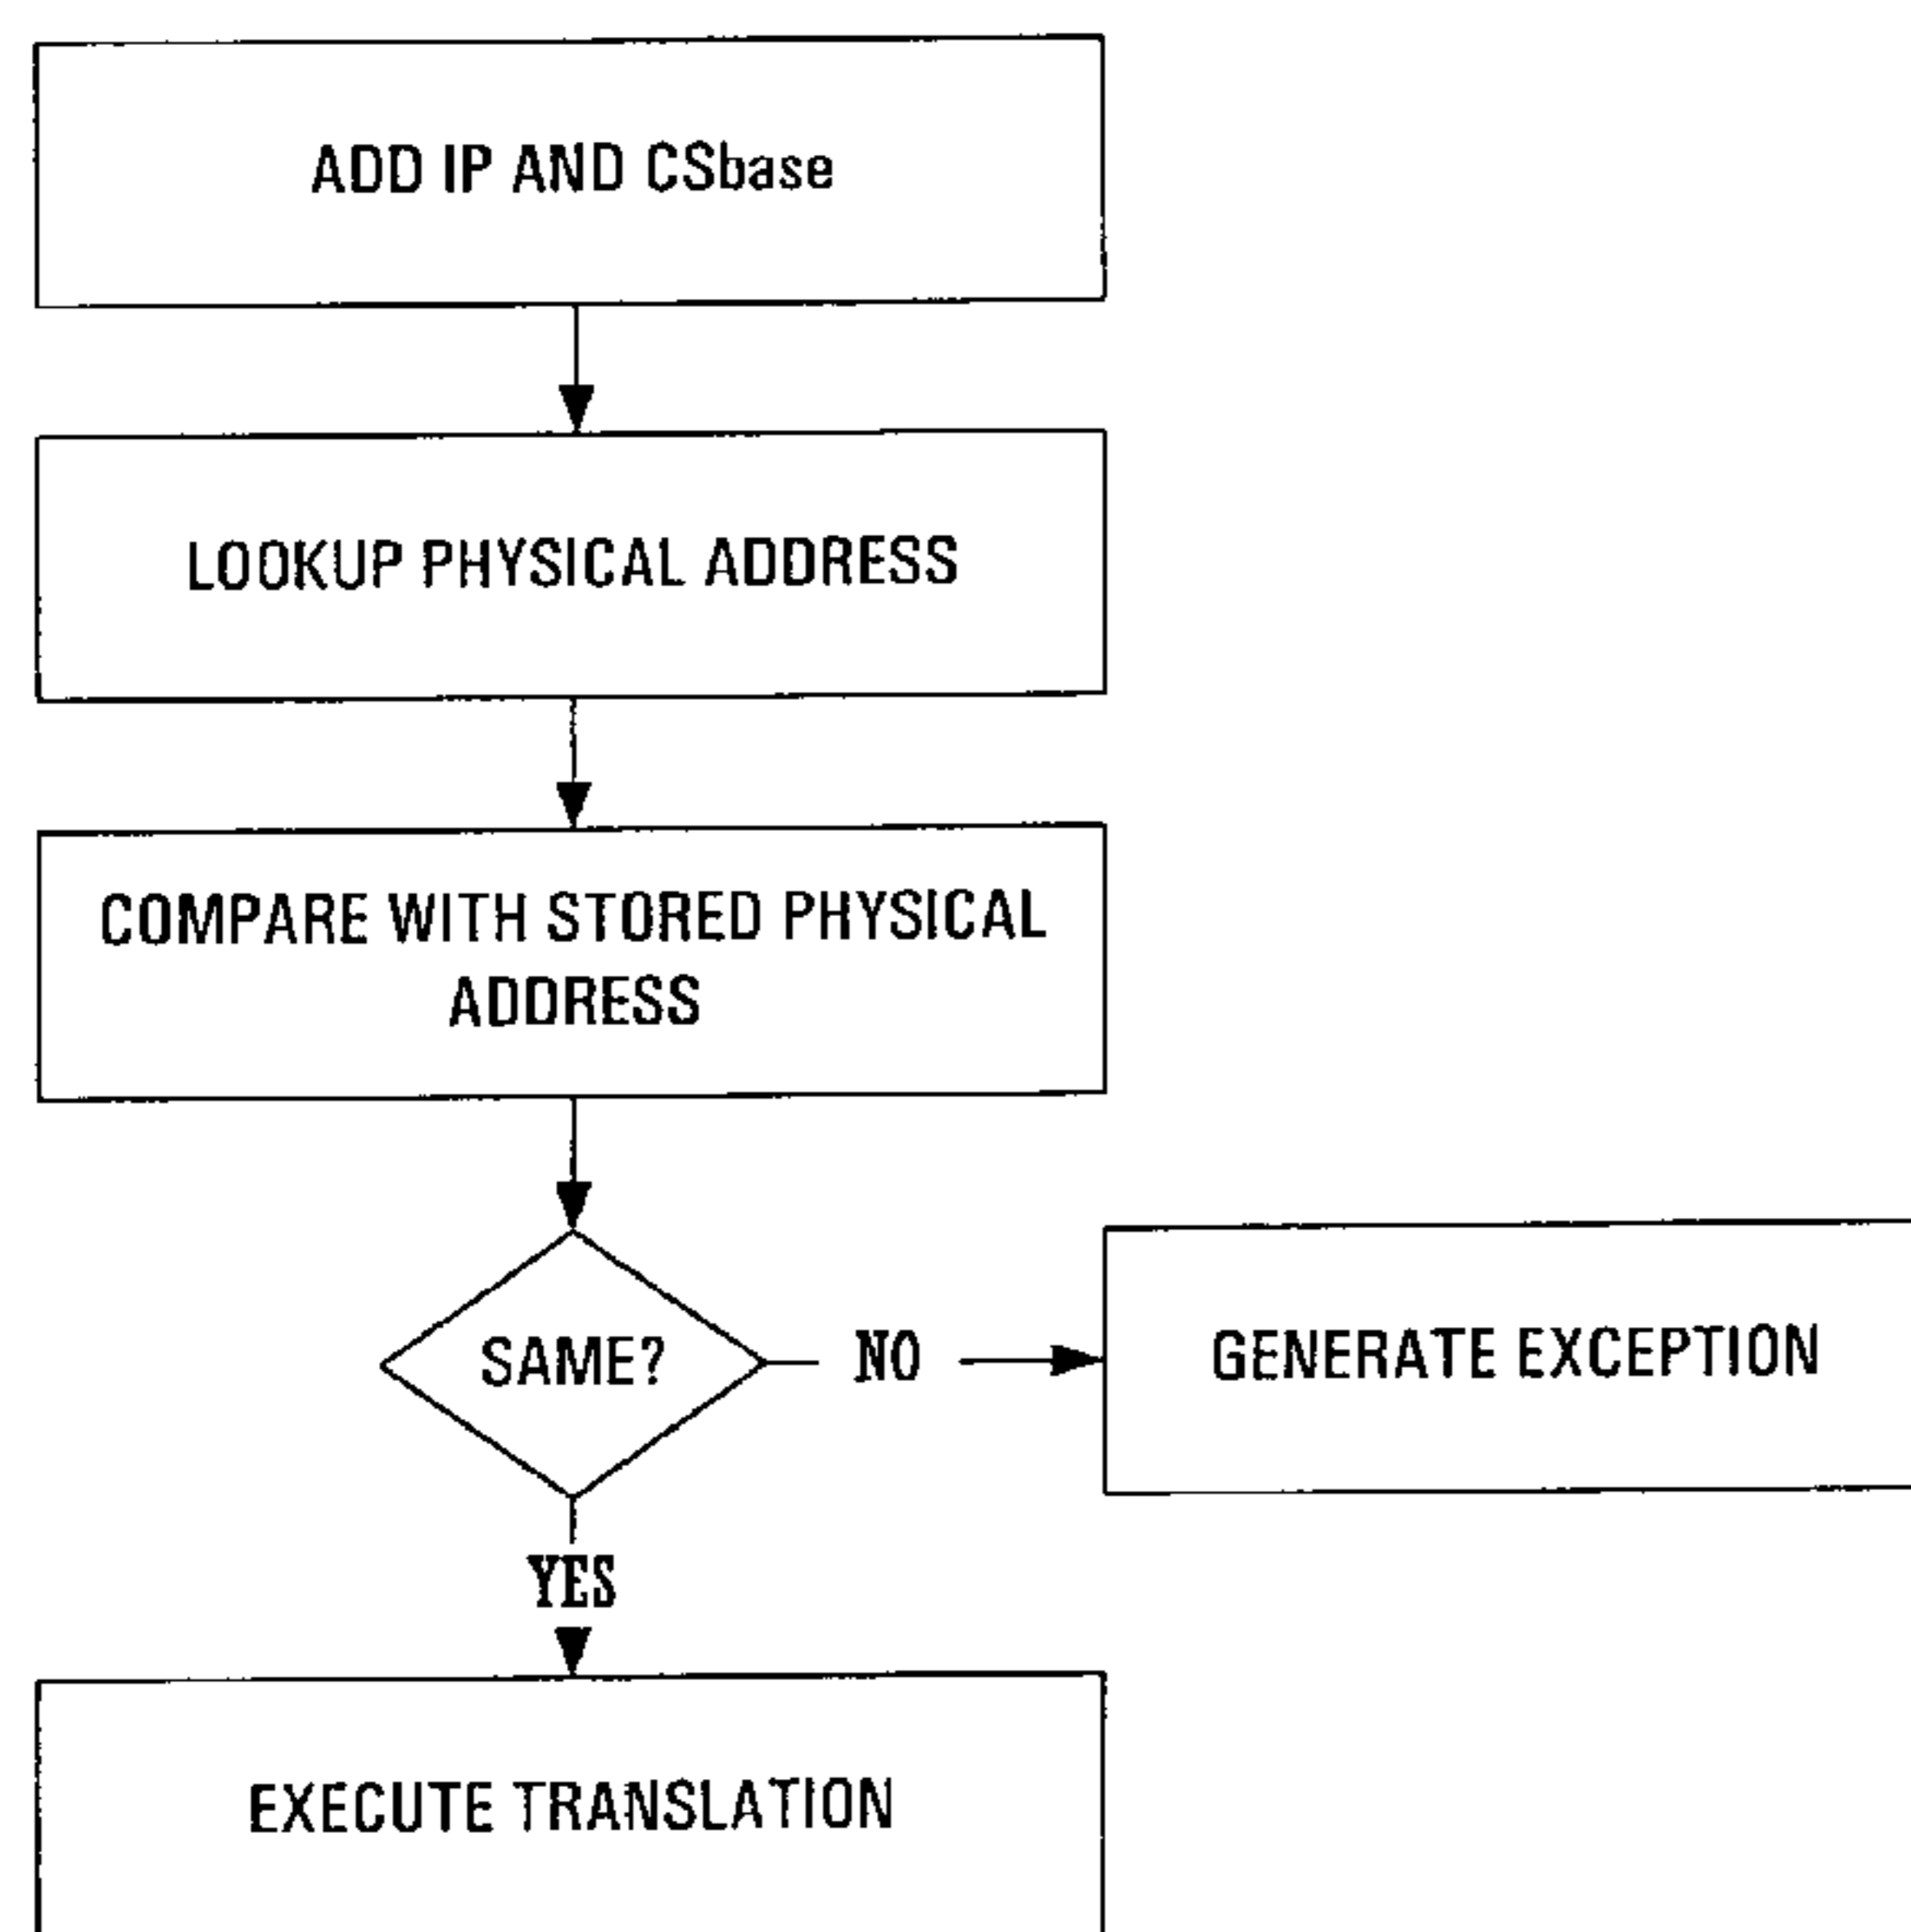 ADD IP AND CSbase
LOOKUP PHYSICAL ADDRESS
COMPARE WITH STORED PHYSICAL
ADDRESS
SAME?
NO
GENERATE EXCEPTION
YES
EXECUTE TRANSLATION